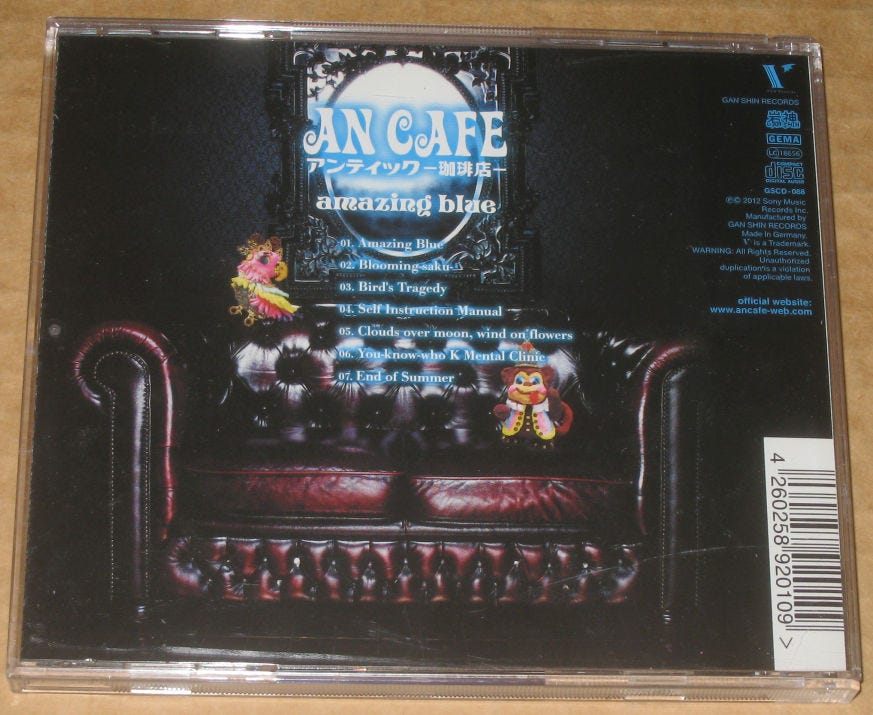 AN CAFE
アンティック-珈琲店-
amazing blue
01. Amazing Blue
02. Blooming-saku-
03. Bird's Tragedy
04. Self Instruction Manual
05. Clouds over moon, wind on flowers
06. You-know-who K Mental Clinic
07. End of Summer
GAN SHIN RECORDS
岩神
GEMA
LC 18656
COMPACT
disc
DIGITAL AUDIO
GSCD-088
℗© 2012 Sony Music
Records Inc.
Manufactured by
GAN SHIN RECORDS
Made in Germany.
V is a Trademark.
WARNING: All Rights Reserved.
Unauthorized
duplication is a violation
of applicable laws.
official website:
www.ancafe-web.com
4 260258 920109 >